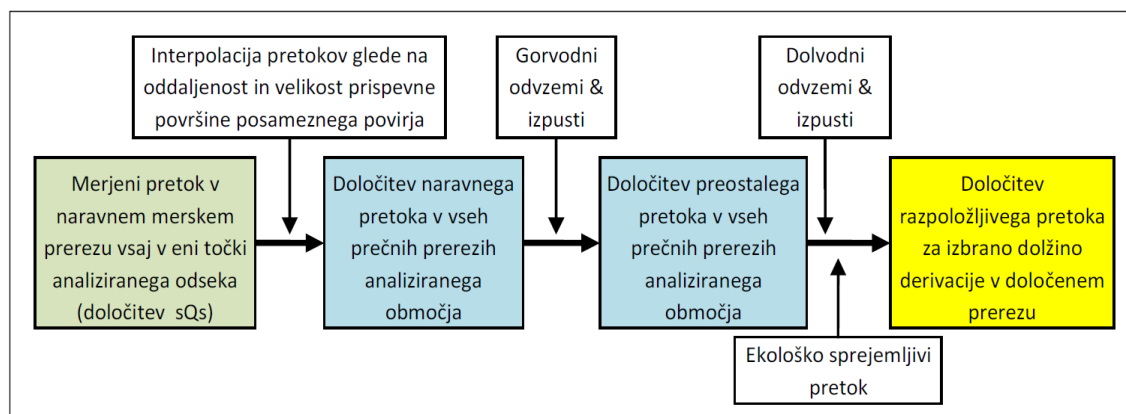 Interpolacija pretokov glede na
oddaljenost in velikost prispevne
površine posameznega povirja
Gorvodni
odvzemi &
izpusti
Dolvodni
odvzemi &
izpusti
Merjeni pretok v
naravnem merskem
prerezu vsaj v eni točki
analiziranega odseka
(določitev sQs)
Določitev naravnega
pretoka v vseh
prečnih prerezih
analiziranega
območja
Določitev preostalega
pretoka v vseh
prečnih prerezih
analiziranega
območja
Določitev
razpoložljivega pretoka
za izbrano dolžino
derivacije v določenem
prerezu
Ekološko sprejemljivi
pretok